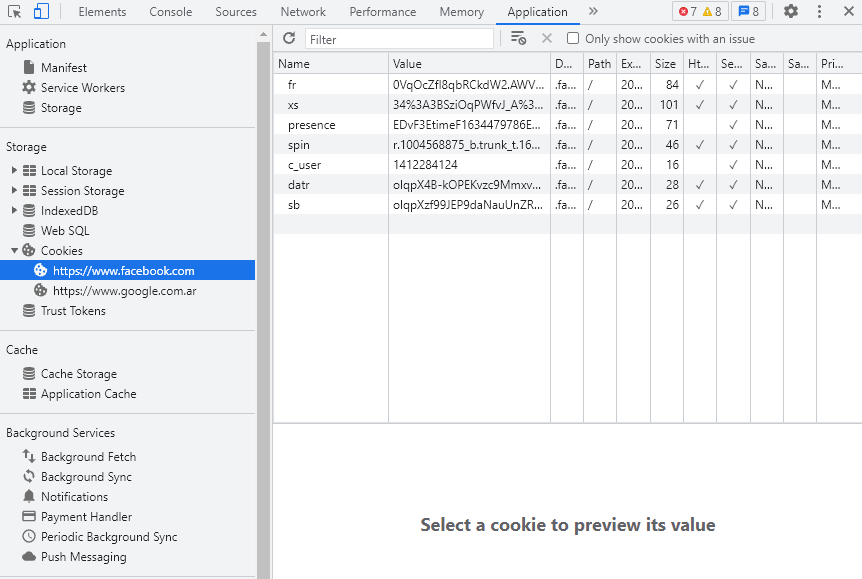 Elements Console Sources Network Performance Memory Application 7 8 8
Application
Manifest
Service Workers
Storage
Storage
Local Storage
Session Storage
IndexedDB
Web SQL
Cookies
https://www.facebook.com
https://www.google.com.ar
Trust Tokens
Cache
Cache Storage
Application Cache
Background Services
Background Fetch
Background Sync
Notifications
Payment Handler
Periodic Background Sync
Push Messaging
Filter Only show cookies with an issue
Name Value D... Path Ex... Size Ht... Se... Sa... Sa... Pri...
fr 0VqOcZfl8qbRCkdW2.AWV... .fa... / 20... 84 ✓ ✓ N... M...
xs 34%3A3BSziOqPWfvJ_A%3... .fa... / 20... 101 ✓ ✓ N... M...
presence EDvF3EtimeF1634479786E... .fa... / 20... 71 ✓ N... M...
spin r.1004568875_b.trunk_t.16... .fa... / 20... 46 ✓ ✓ N... M...
c_user 1412284124 .fa... / 20... 16 ✓ N... M...
datr oIqpX4B-kOPEKvzc9Mmxv... .fa... / 20... 28 ✓ ✓ N... M...
sb oIqpXzf99JEP9daNauUnZR... .fa... / 20... 26 ✓ ✓ N... M...
Select a cookie to preview its value